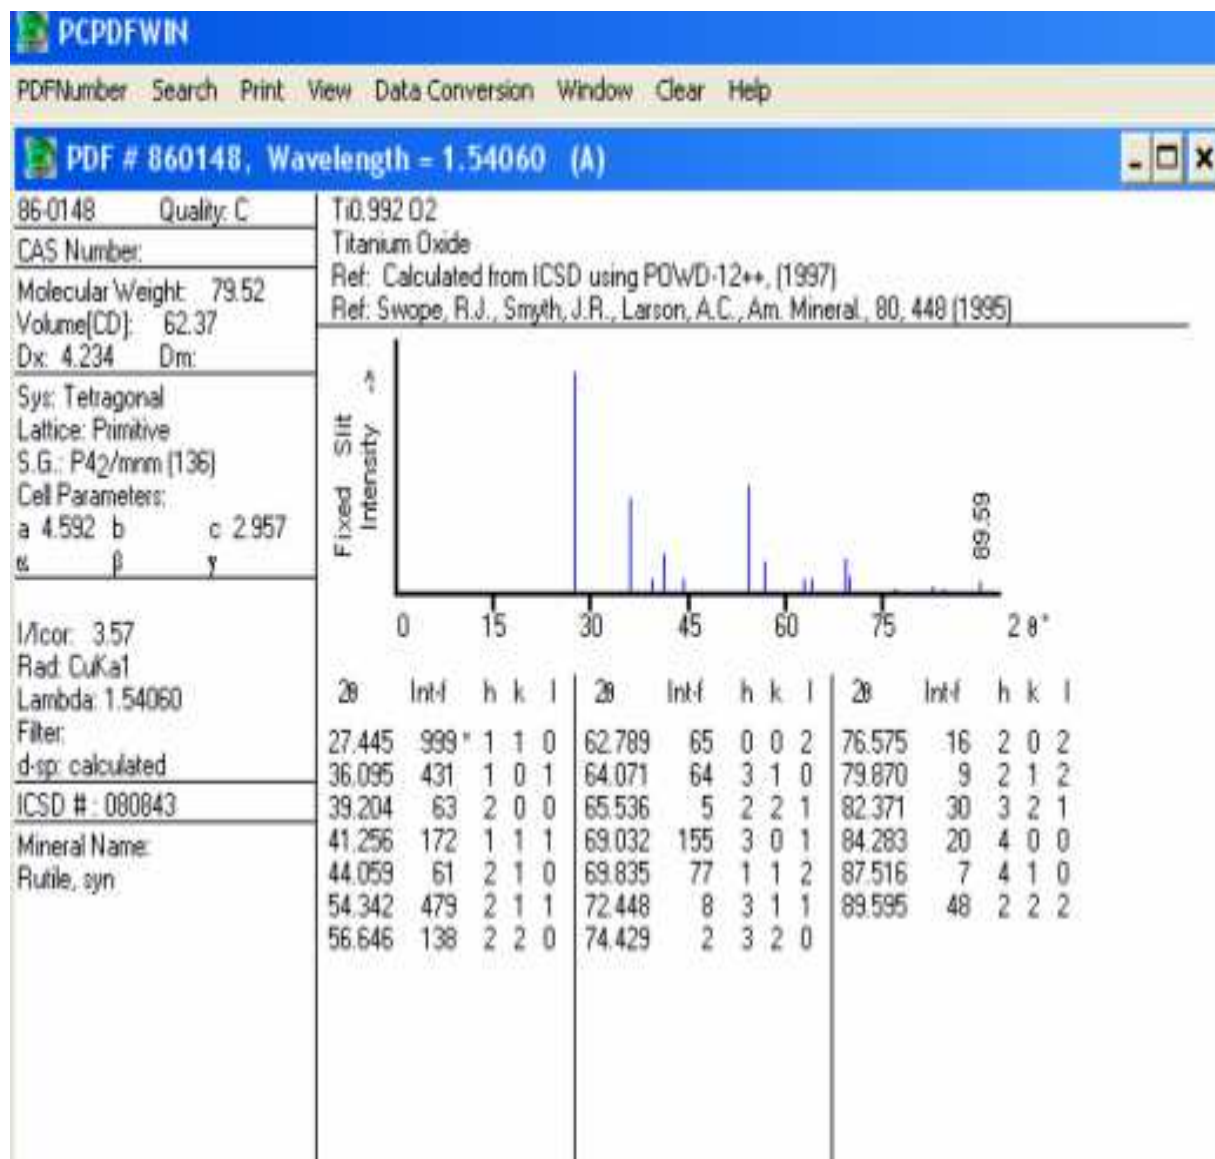 PCPDFWIN
PDFNumber Search Print View Data Conversion Window Clear Help
PDF # 860148, Wavelength = 1.54060 (A)
86-0148 Quality: C
CAS Number:
Molecular Weight: 79.52
Volume[CD]: 62.37
Dx: 4.234 Dm:
Sys: Tetragonal
Lattice: Primitive
S.G.: P42/mnm (136)
Cell Parameters:
a 4.592 b c 2.957
α β γ
I/Icor: 3.57
Rad: CuKa1
Lambda: 1.54060
Filter:
d-sp: calculated
ICSD # : 080843
Mineral Name:
Rutile, syn
Ti0.992 O2
Titanium Oxide
Ref: Calculated from ICSD using POWD-12++, (1997)
Ref: Swope, R.J., Smyth, J.R., Larson, A.C., Am. Mineral., 80, 448 (1995)
Fixed Slit
Intensity ->
89.59
0 15 30 45 60 75 2θ°
2θ Int-f h k l
27.445 999* 1 1 0
36.095 431 1 0 1
39.204 63 2 0 0
41.256 172 1 1 1
44.059 61 2 1 0
54.342 479 2 1 1
56.646 138 2 2 0
2θ Int-f h k l
62.789 65 0 0 2
64.071 64 3 1 0
65.536 5 2 2 1
69.032 155 3 0 1
69.835 77 1 1 2
72.448 8 3 1 1
74.429 2 3 2 0
2θ Int-f h k l
76.575 16 2 0 2
79.870 9 2 1 2
82.371 30 3 2 1
84.283 20 4 0 0
87.516 7 4 1 0
89.595 48 2 2 2